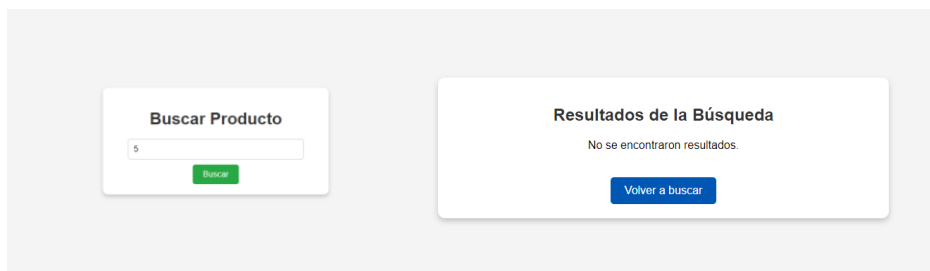 Buscar Producto
5
Buscar
Resultados de la Búsqueda
No se encontraron resultados.
Volver a buscar